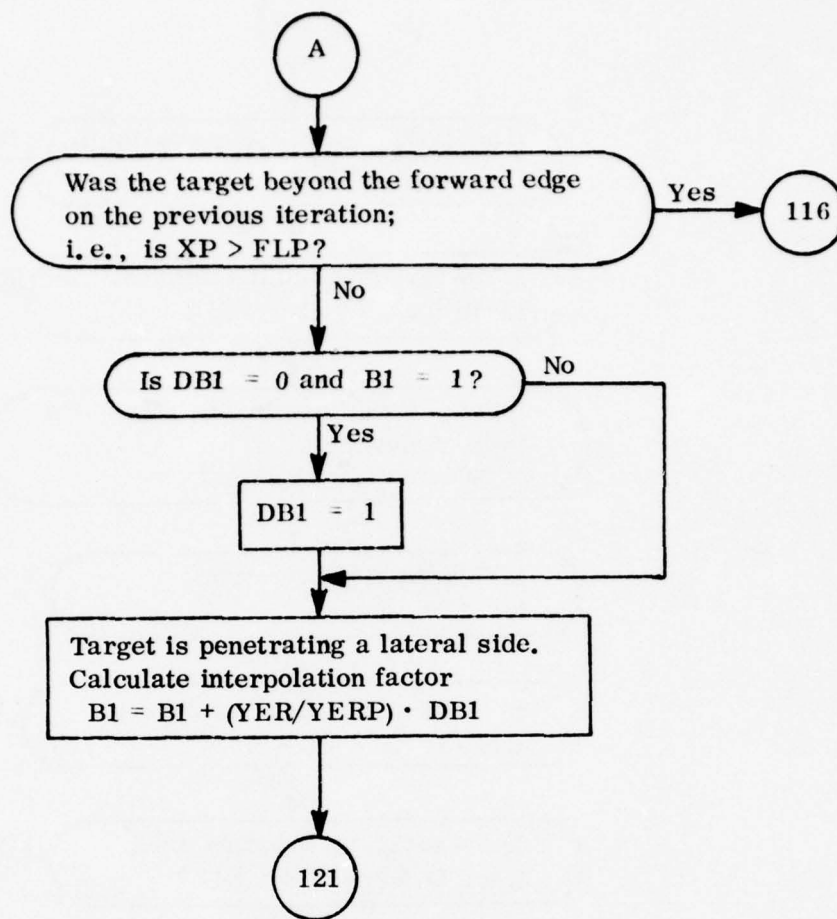 A
Was the target beyond the forward edge
on the previous iteration;
i.e., is XP > FLP?
Yes
116
No
Is DB1 = 0 and B1 = 1?
No
Yes
DB1 = 1
Target is penetrating a lateral side.
Calculate interpolation factor
B1 = B1 + (YER/YERP) · DB1
121